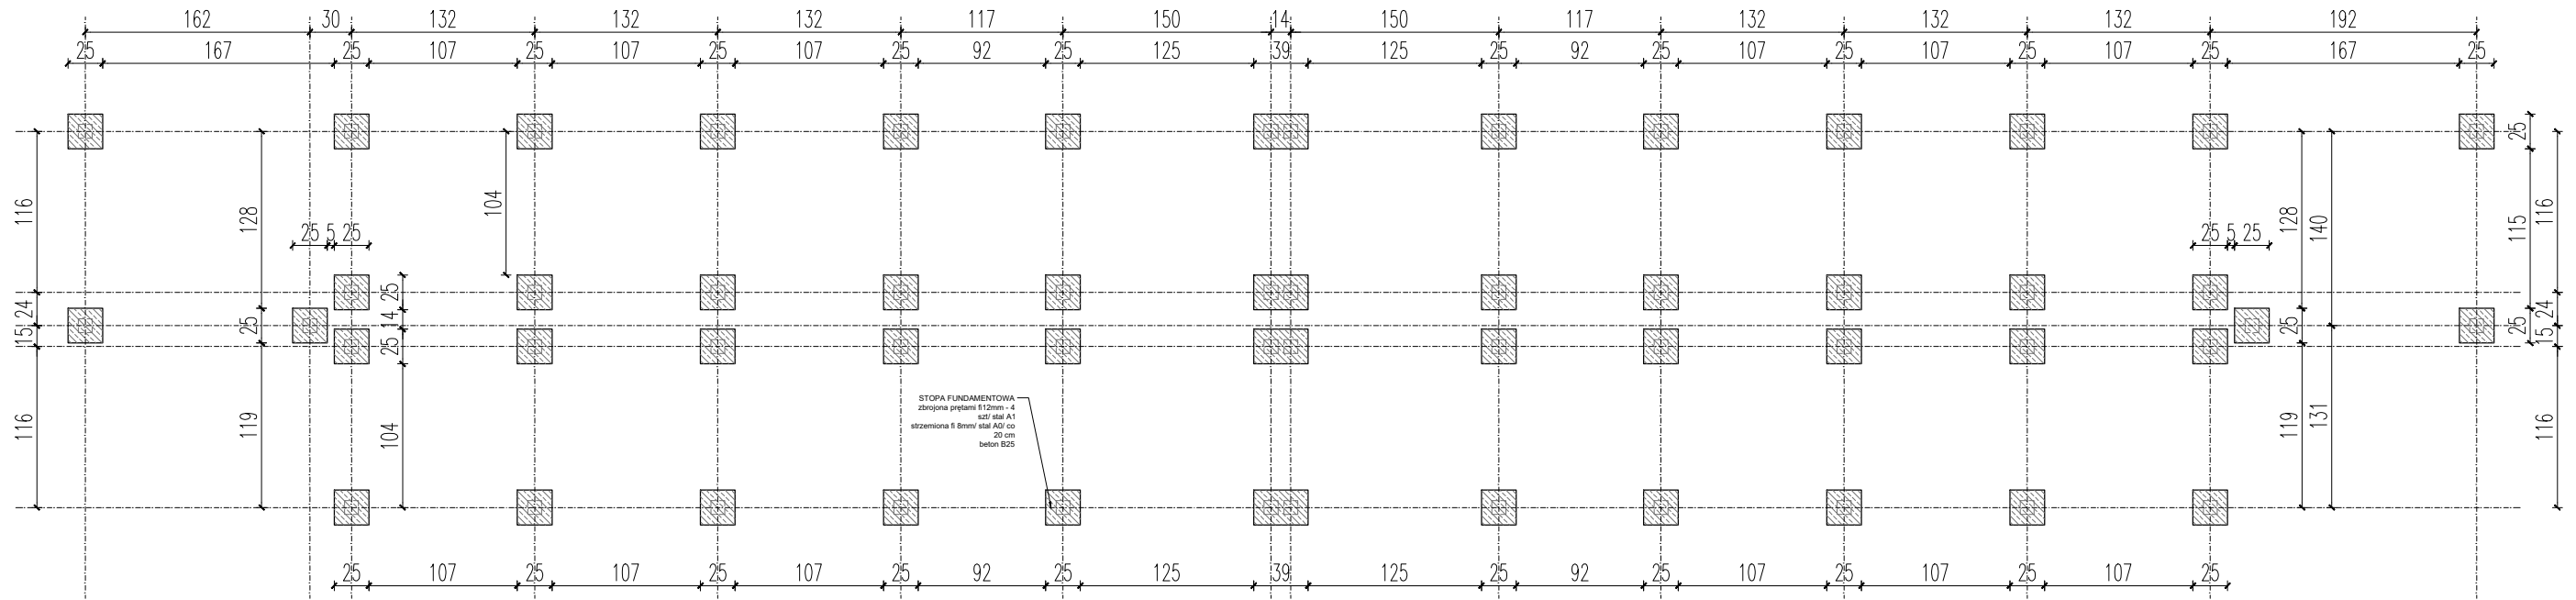 162 30 132 132 132 117 150 14 150 117 132 132 132 192
25 167 25 107 25 107 25 107 25 92 25 125 39 125 25 92 25 107 25 107 25 107 25 167 25
25
116 128 104 128 140 115 116
25 5 25 25 5 25
24 25 24
15 25 14 25 25 15
25
STOPA FUNDAMENTOWA
zbrojona prętami fi12mm - 4
szt/ stal A1
strzemiona fi 8mm/ stal A0/ co
20 cm
beton B25
116 119 104 119 131 116
25 107 25 107 25 107 25 92 25 125 39 125 25 92 25 107 25 107 25 107 25